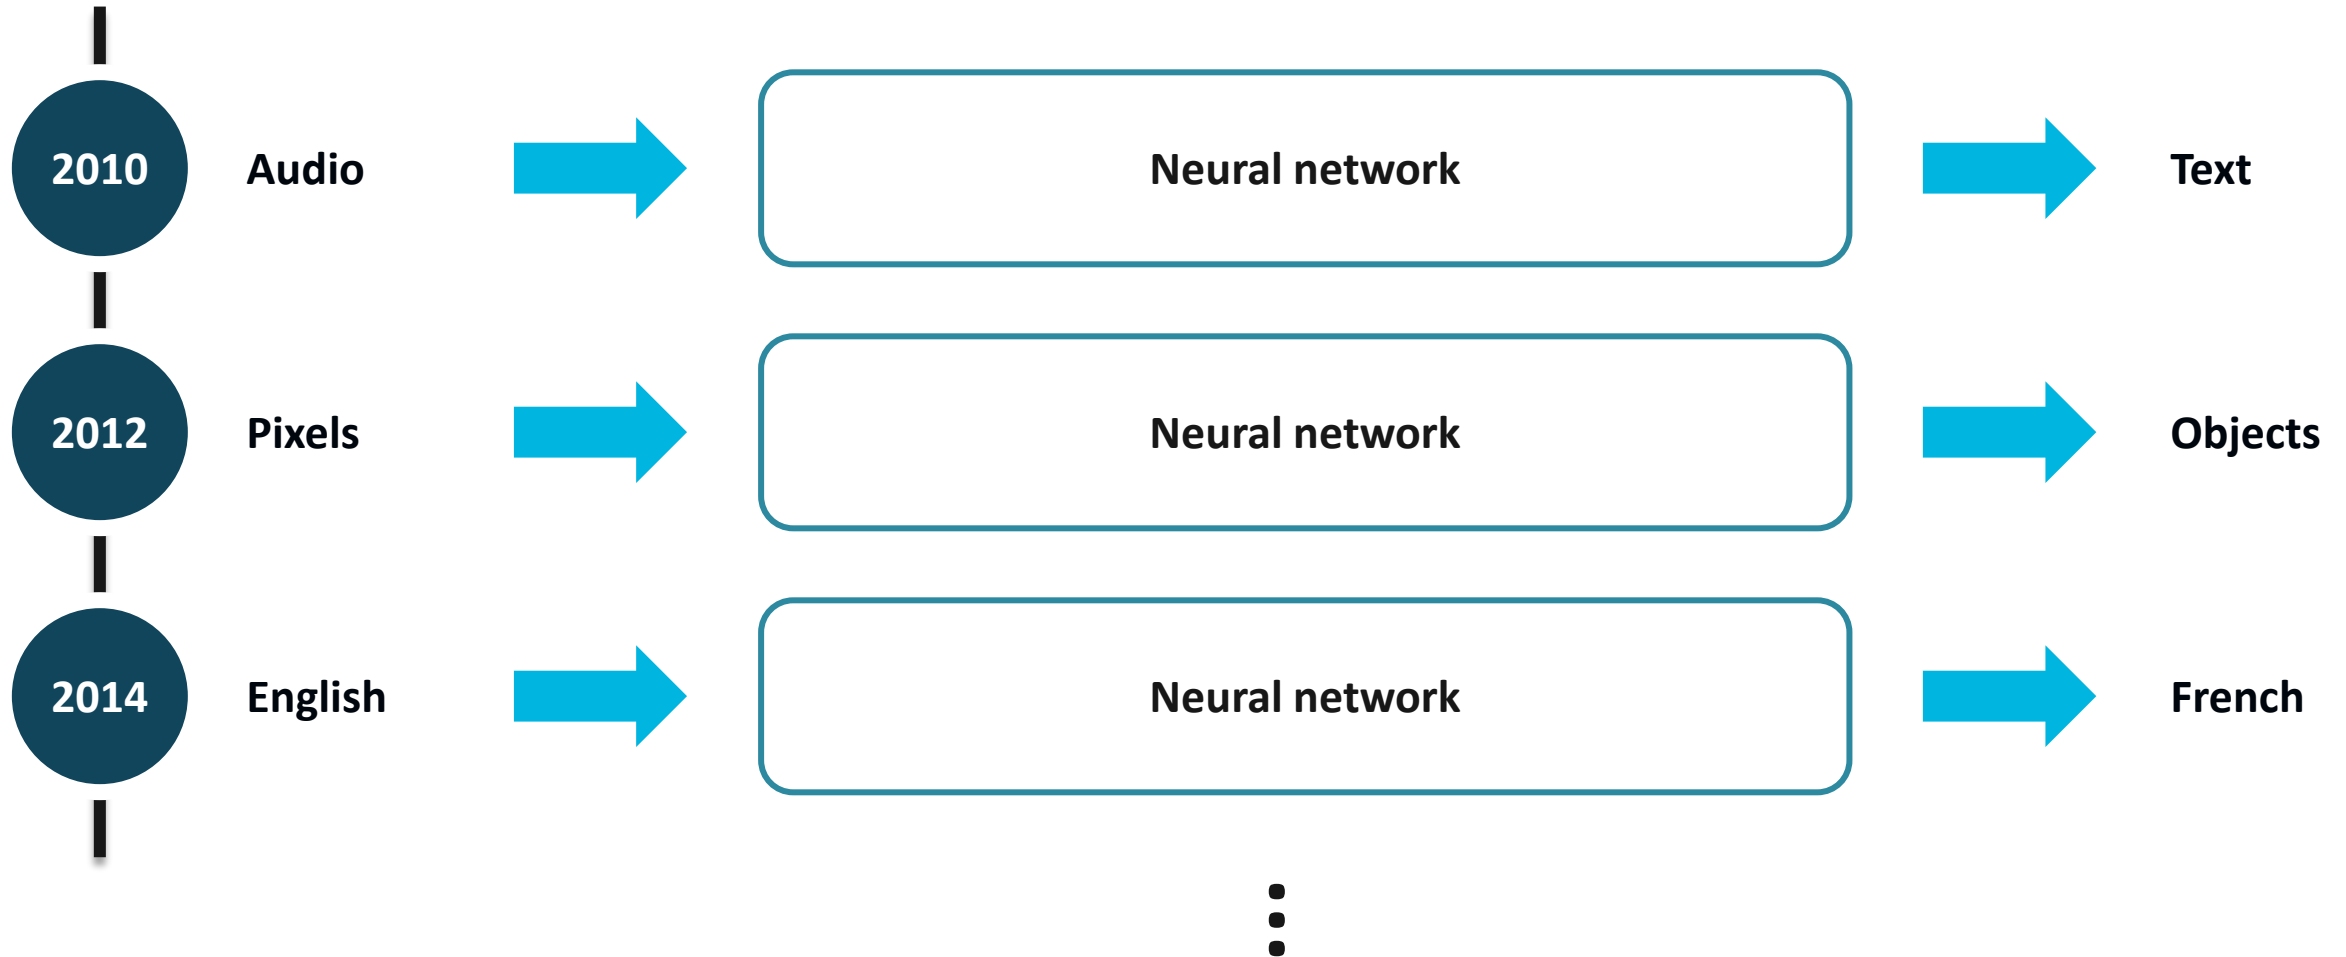 2010 Audio Neural network Text
2012 Pixels Neural network Objects
2014 English Neural network French